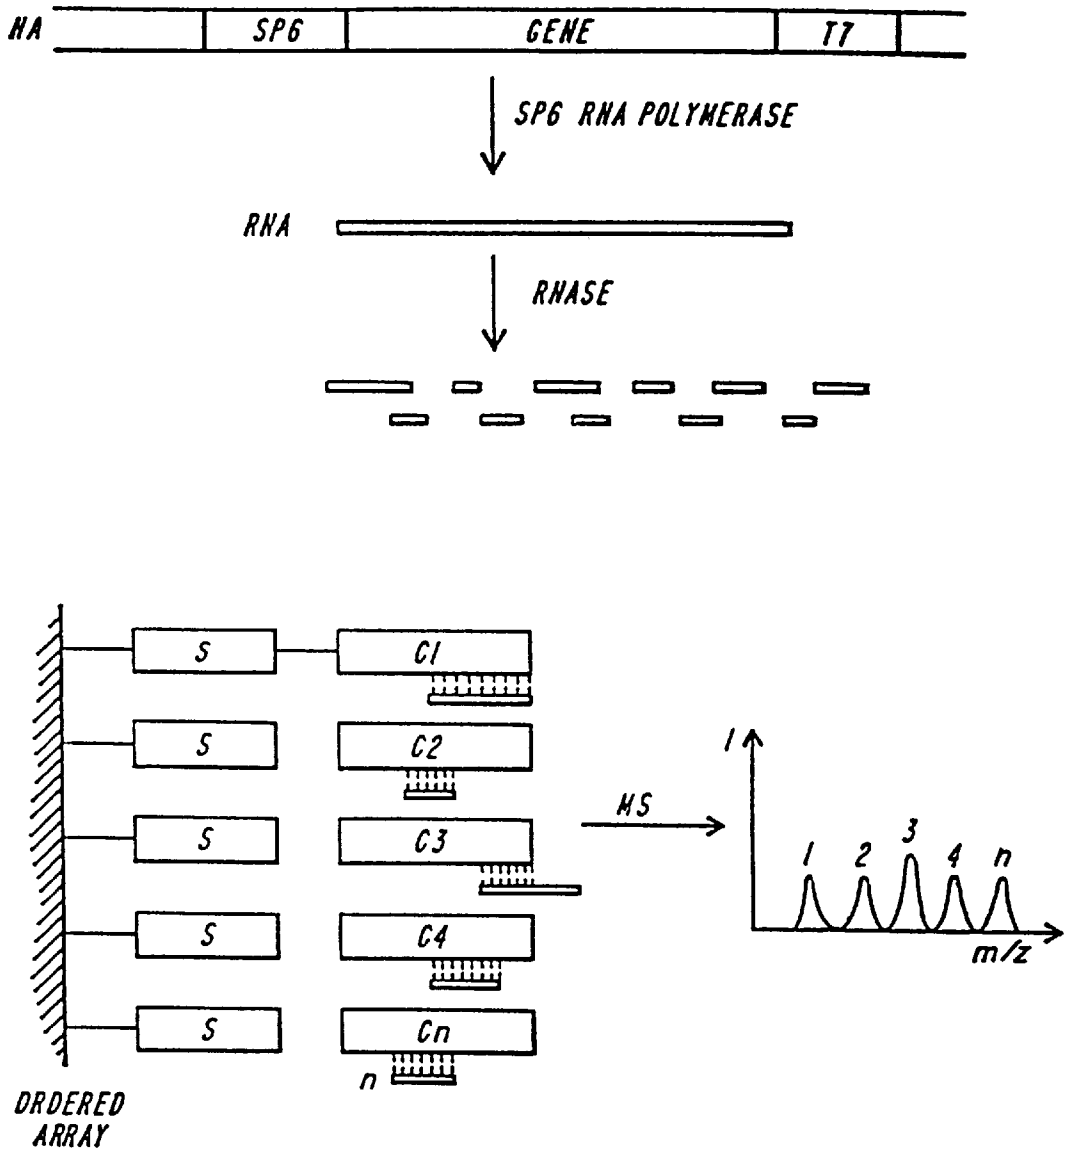 NA SP6 GENE T7
SP6 RNA POLYMERASE
RNA
RNASE
S C1
S C2
S C3
S C4
S Cn
n
MS
I
1 2 3 4 n
m/z
ORDERED
ARRAY